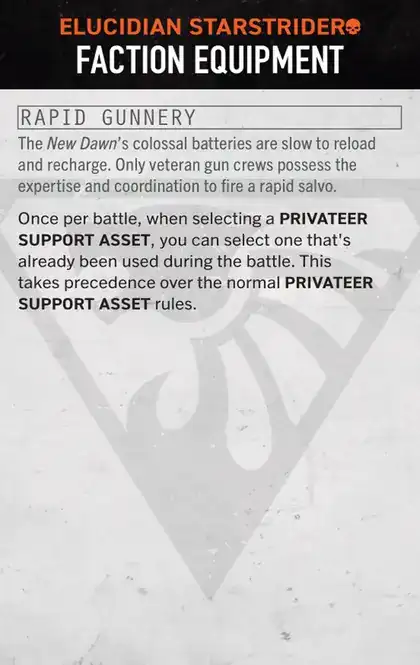 ELUCIDIAN STARSTRIDER
FACTION EQUIPMENT
RAPID GUNNERY
The New Dawn's colossal batteries are slow to reload
and recharge. Only veteran gun crews possess the
expertise and coordination to fire a rapid salvo.
Once per battle, when selecting a PRIVATEER
SUPPORT ASSET, you can select one that's
already been used during the battle. This
takes precedence over the normal PRIVATEER
SUPPORT ASSET rules.